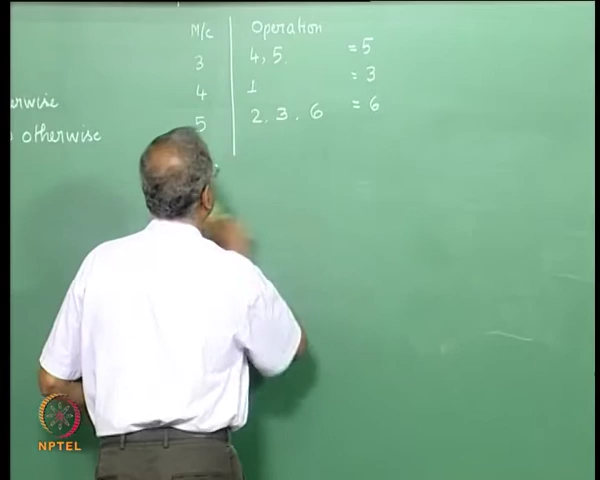 M/c Operation
3 4, 5. = 5
4 1 = 3
5 2, 3, 6 = 6
erwise
otherwise
NPTEL